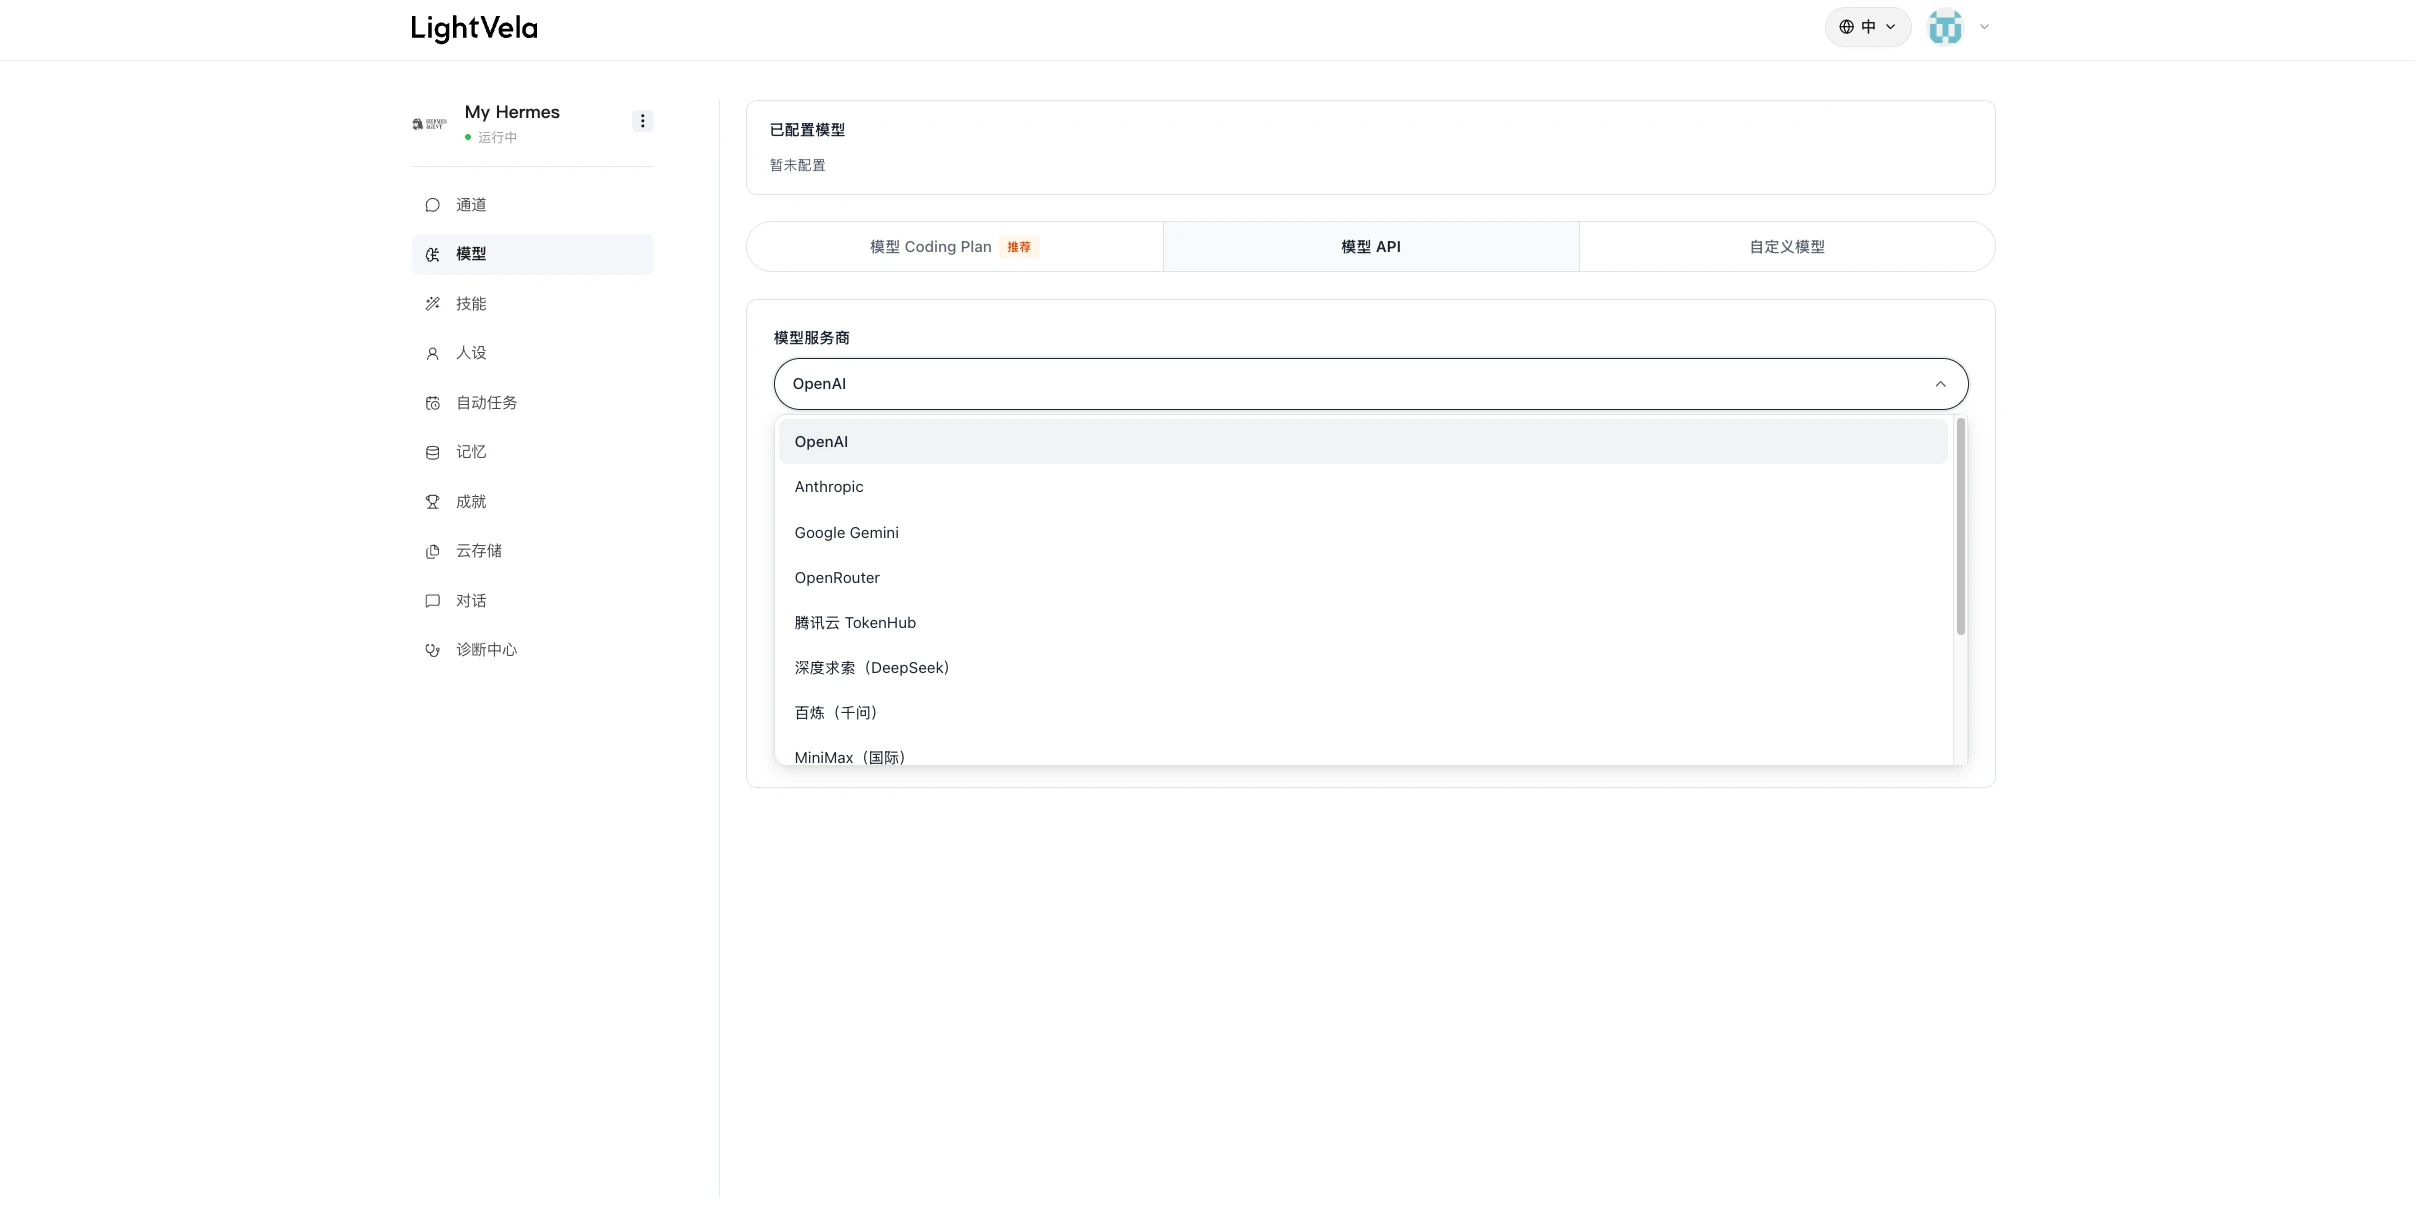 LightVela
中
My Hermes
HERMES
AGENT
运行中
通道
模型
技能
人设
自动任务
记忆
成就
云存储
对话
诊断中心
已配置模型
暂未配置
模型 Coding Plan 推荐
模型 API
自定义模型
模型服务商
OpenAI
OpenAI
Anthropic
Google Gemini
OpenRouter
腾讯云 TokenHub
深度求索（DeepSeek）
百炼（千问）
MiniMax（国际）